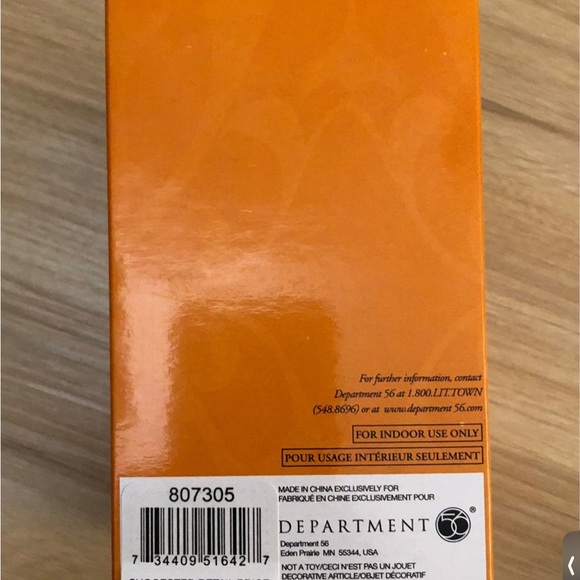 For further information, contact
Department 56 at 1.800.LIT.TOWN
(548.8696) or at www.department 56.com
FOR INDOOR USE ONLY
POUR USAGE INTÉRIEUR SEULEMENT
807305
7 34409 51642 7
MADE IN CHINA EXCLUSIVELY FOR
FABRIQUÉ EN CHINE EXCLUSIVEMENT POUR
DEPARTMENT 56 ®
Department 56
Eden Prairie MN 55344, USA
NOT A TOY/CECI N'EST PAS UN JOUET
DECORATIVE ARTICLE/OBJET DÉCORATIF